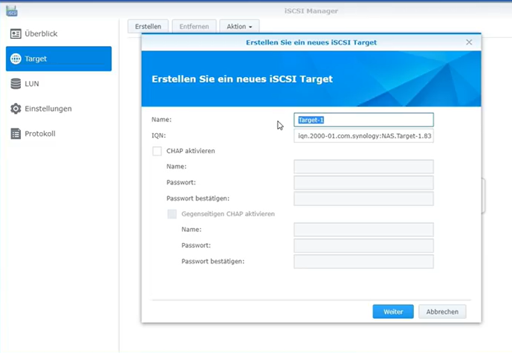 iSCSI Manager
Überblick
Target
LUN
Einstellungen
Protokoll
Erstellen Entfernen Aktion
Erstellen Sie ein neues iSCSI Target
Erstellen Sie ein neues iSCSI Target
Name: Target-1
IQN: iqn.2000-01.com.synology:NAS.Target-1.83
CHAP aktivieren
Name:
Passwort:
Passwort bestätigen:
Gegenseitigen CHAP aktivieren
Name:
Passwort:
Passwort bestätigen:
Weiter Abbrechen